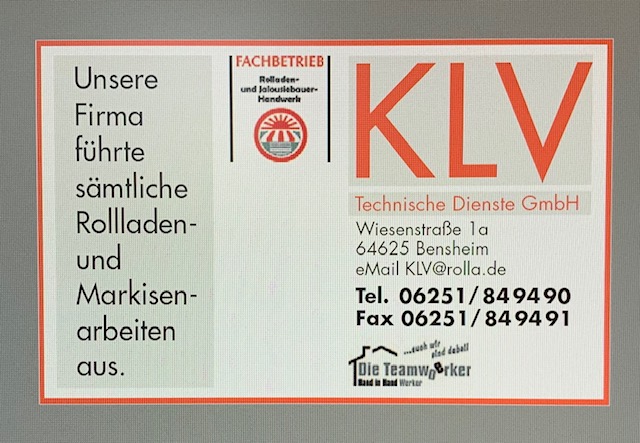 Unsere
Firma
führte
sämtliche
Rollladen-
und
Markisen-
arbeiten
aus.
FACHBETRIEB
Rolladen-
und Jalousiebauer-
Handwerk
KLV
Technische Dienste GmbH
Wiesenstraße 1a
64625 Bensheim
eMail KLV@rolla.de
Tel. 06251/849490
Fax 06251/849491
...auch wir
sind dabei!
Die Teamworker
Hand in Hand Werker